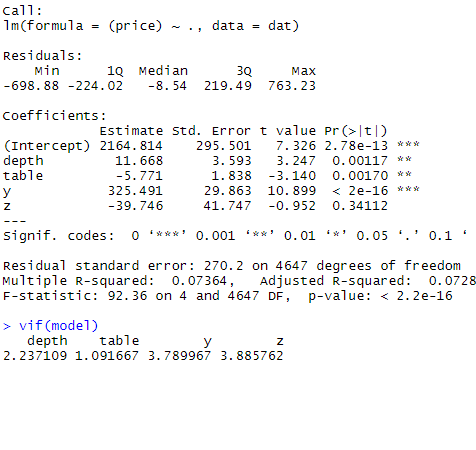 Call:
lm(formula = (price) ~ ., data = dat)
Residuals:
Min 1Q Median 3Q Max
-698.88 -224.02 -8.54 219.49 763.23
Coefficients:
Estimate Std. Error t value Pr(>|t|)
(Intercept) 2164.814 295.501 7.326 2.78e-13 ***
depth 11.668 3.593 3.247 0.00117 **
table -5.771 1.838 -3.140 0.00170 **
y 325.491 29.863 10.899 < 2e-16 ***
z -39.746 41.747 -0.952 0.34112
---
Signif. codes: 0 ‘***’ 0.001 ‘**’ 0.01 ‘*’ 0.05 ‘.’ 0.1 ‘
Residual standard error: 270.2 on 4647 degrees of freedom
Multiple R-squared: 0.07364, Adjusted R-squared: 0.0728
F-statistic: 92.36 on 4 and 4647 DF, p-value: < 2.2e-16
> vif(model)
depth table y z
2.237109 1.091667 3.789967 3.885762